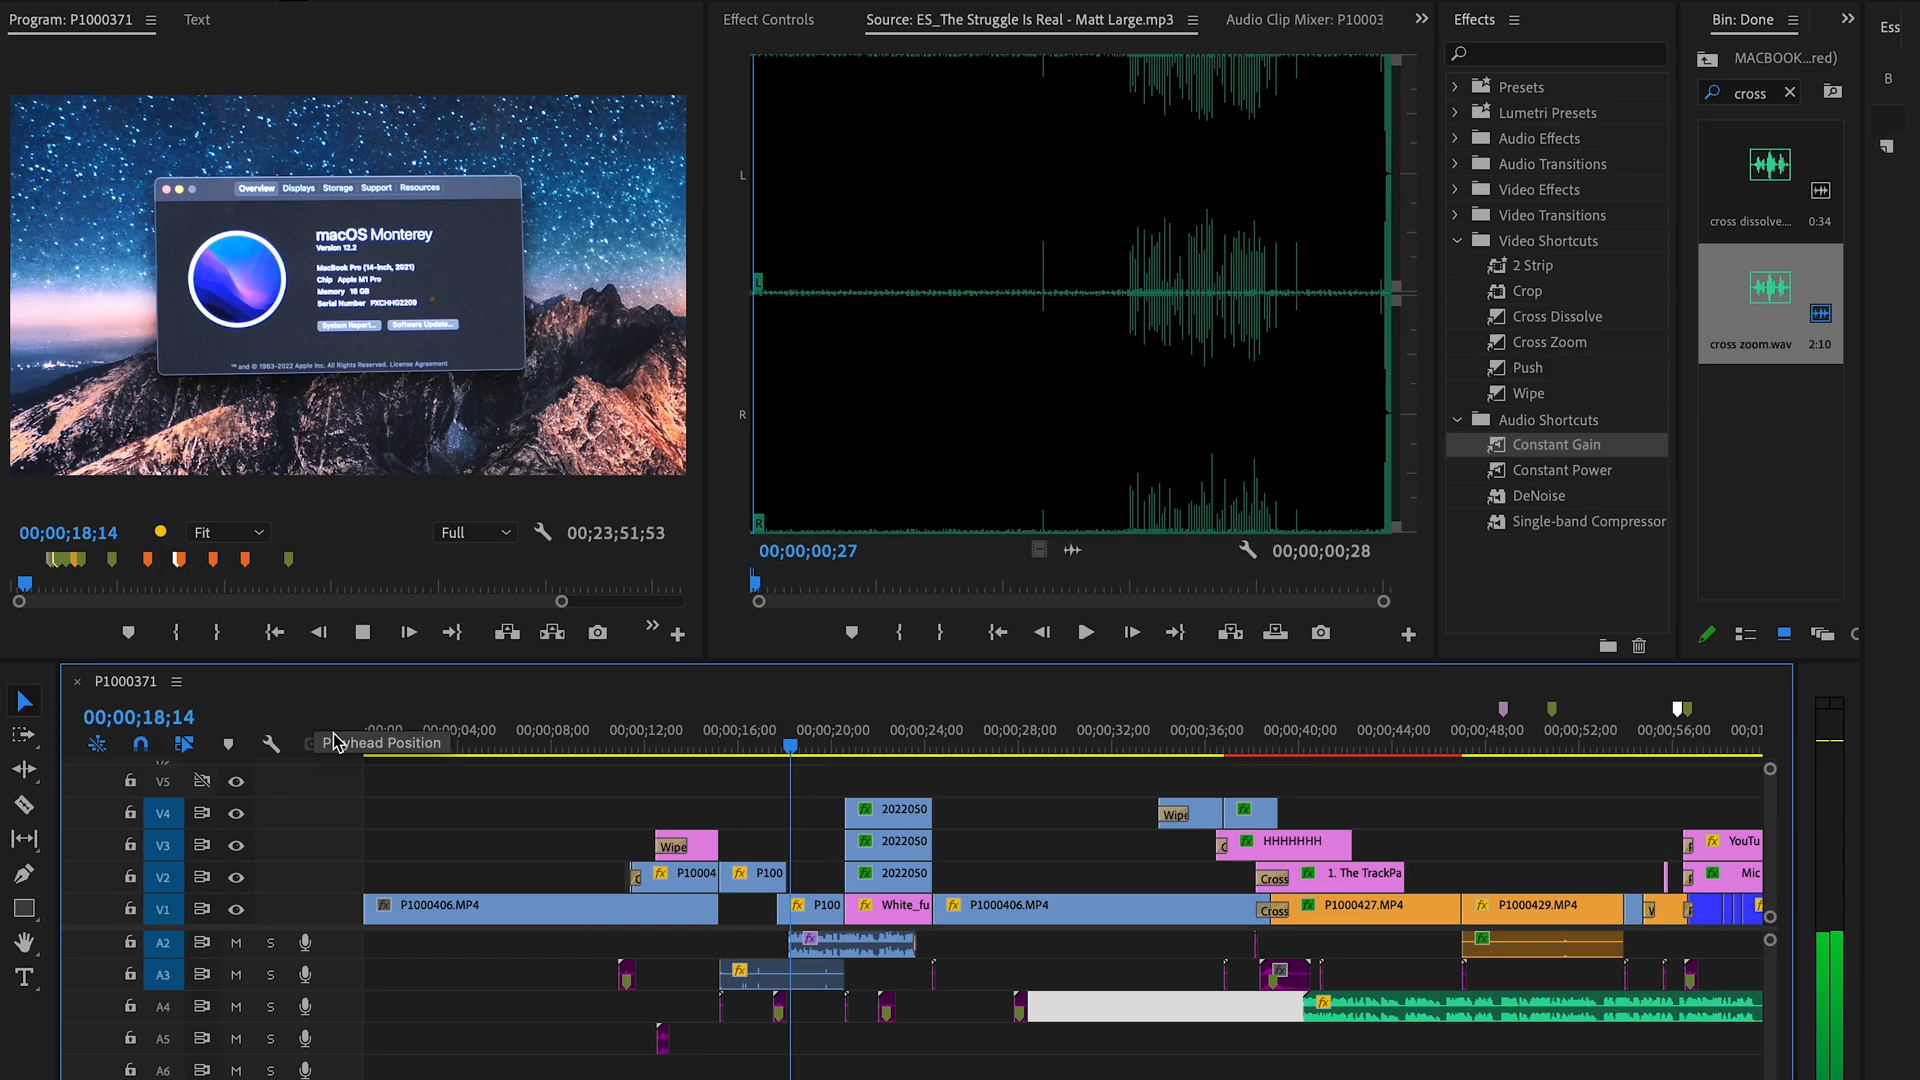 Program: P1000371
Text
Overview Displays Storage Support Resources
macOS Monterey
Version 12.2
MacBook Pro (14-inch, 2021)
Chip Apple M1 Pro
Memory 16 GB
Serial Number PXCHHG2209
System Report...
Software Update...
™ and © 1983-2022 Apple Inc. All Rights Reserved. License Agreement
00;00;18;14
Fit
Full
00;23;51;53
Effect Controls
Source: ES_The Struggle Is Real - Matt Large.mp3
Audio Clip Mixer: P10003
L
L
R
R
00;00;00;27
00;00;00;28
Effects
Presets
Lumetri Presets
Audio Effects
Audio Transitions
Video Effects
Video Transitions
Video Shortcuts
2 Strip
Crop
Cross Dissolve
Cross Zoom
Push
Wipe
Audio Shortcuts
Constant Gain
Constant Power
DeNoise
Single-band Compressor
Bin: Done
MACBOOK...red)
cross
cross dissolve.... 0:34
cross zoom.wav 2:10
Ess
B
P1000371
00;00;18;14
Playhead Position
00;00;04;00 00;00;08;00 00;00;12;00 00;00;16;00 00;00;20;00 00;00;24;00 00;00;28;00 00;00;32;00 00;00;36;00 00;00;40;00 00;00;44;00 00;00;48;00 00;00;52;00 00;00;56;00 00;01
V5
V4 2022050 Wipe
V3 Wipe 2022050 HHHHHHH YouTu
V2 P10004 P100 2022050 Cross 1. The TrackPa Mic
V1 P1000406.MP4 P100 White_fu P1000406.MP4 Cross P1000427.MP4 P1000429.MP4
A2 M S
A3 M S
A4 M S
A5 M S
A6 M S